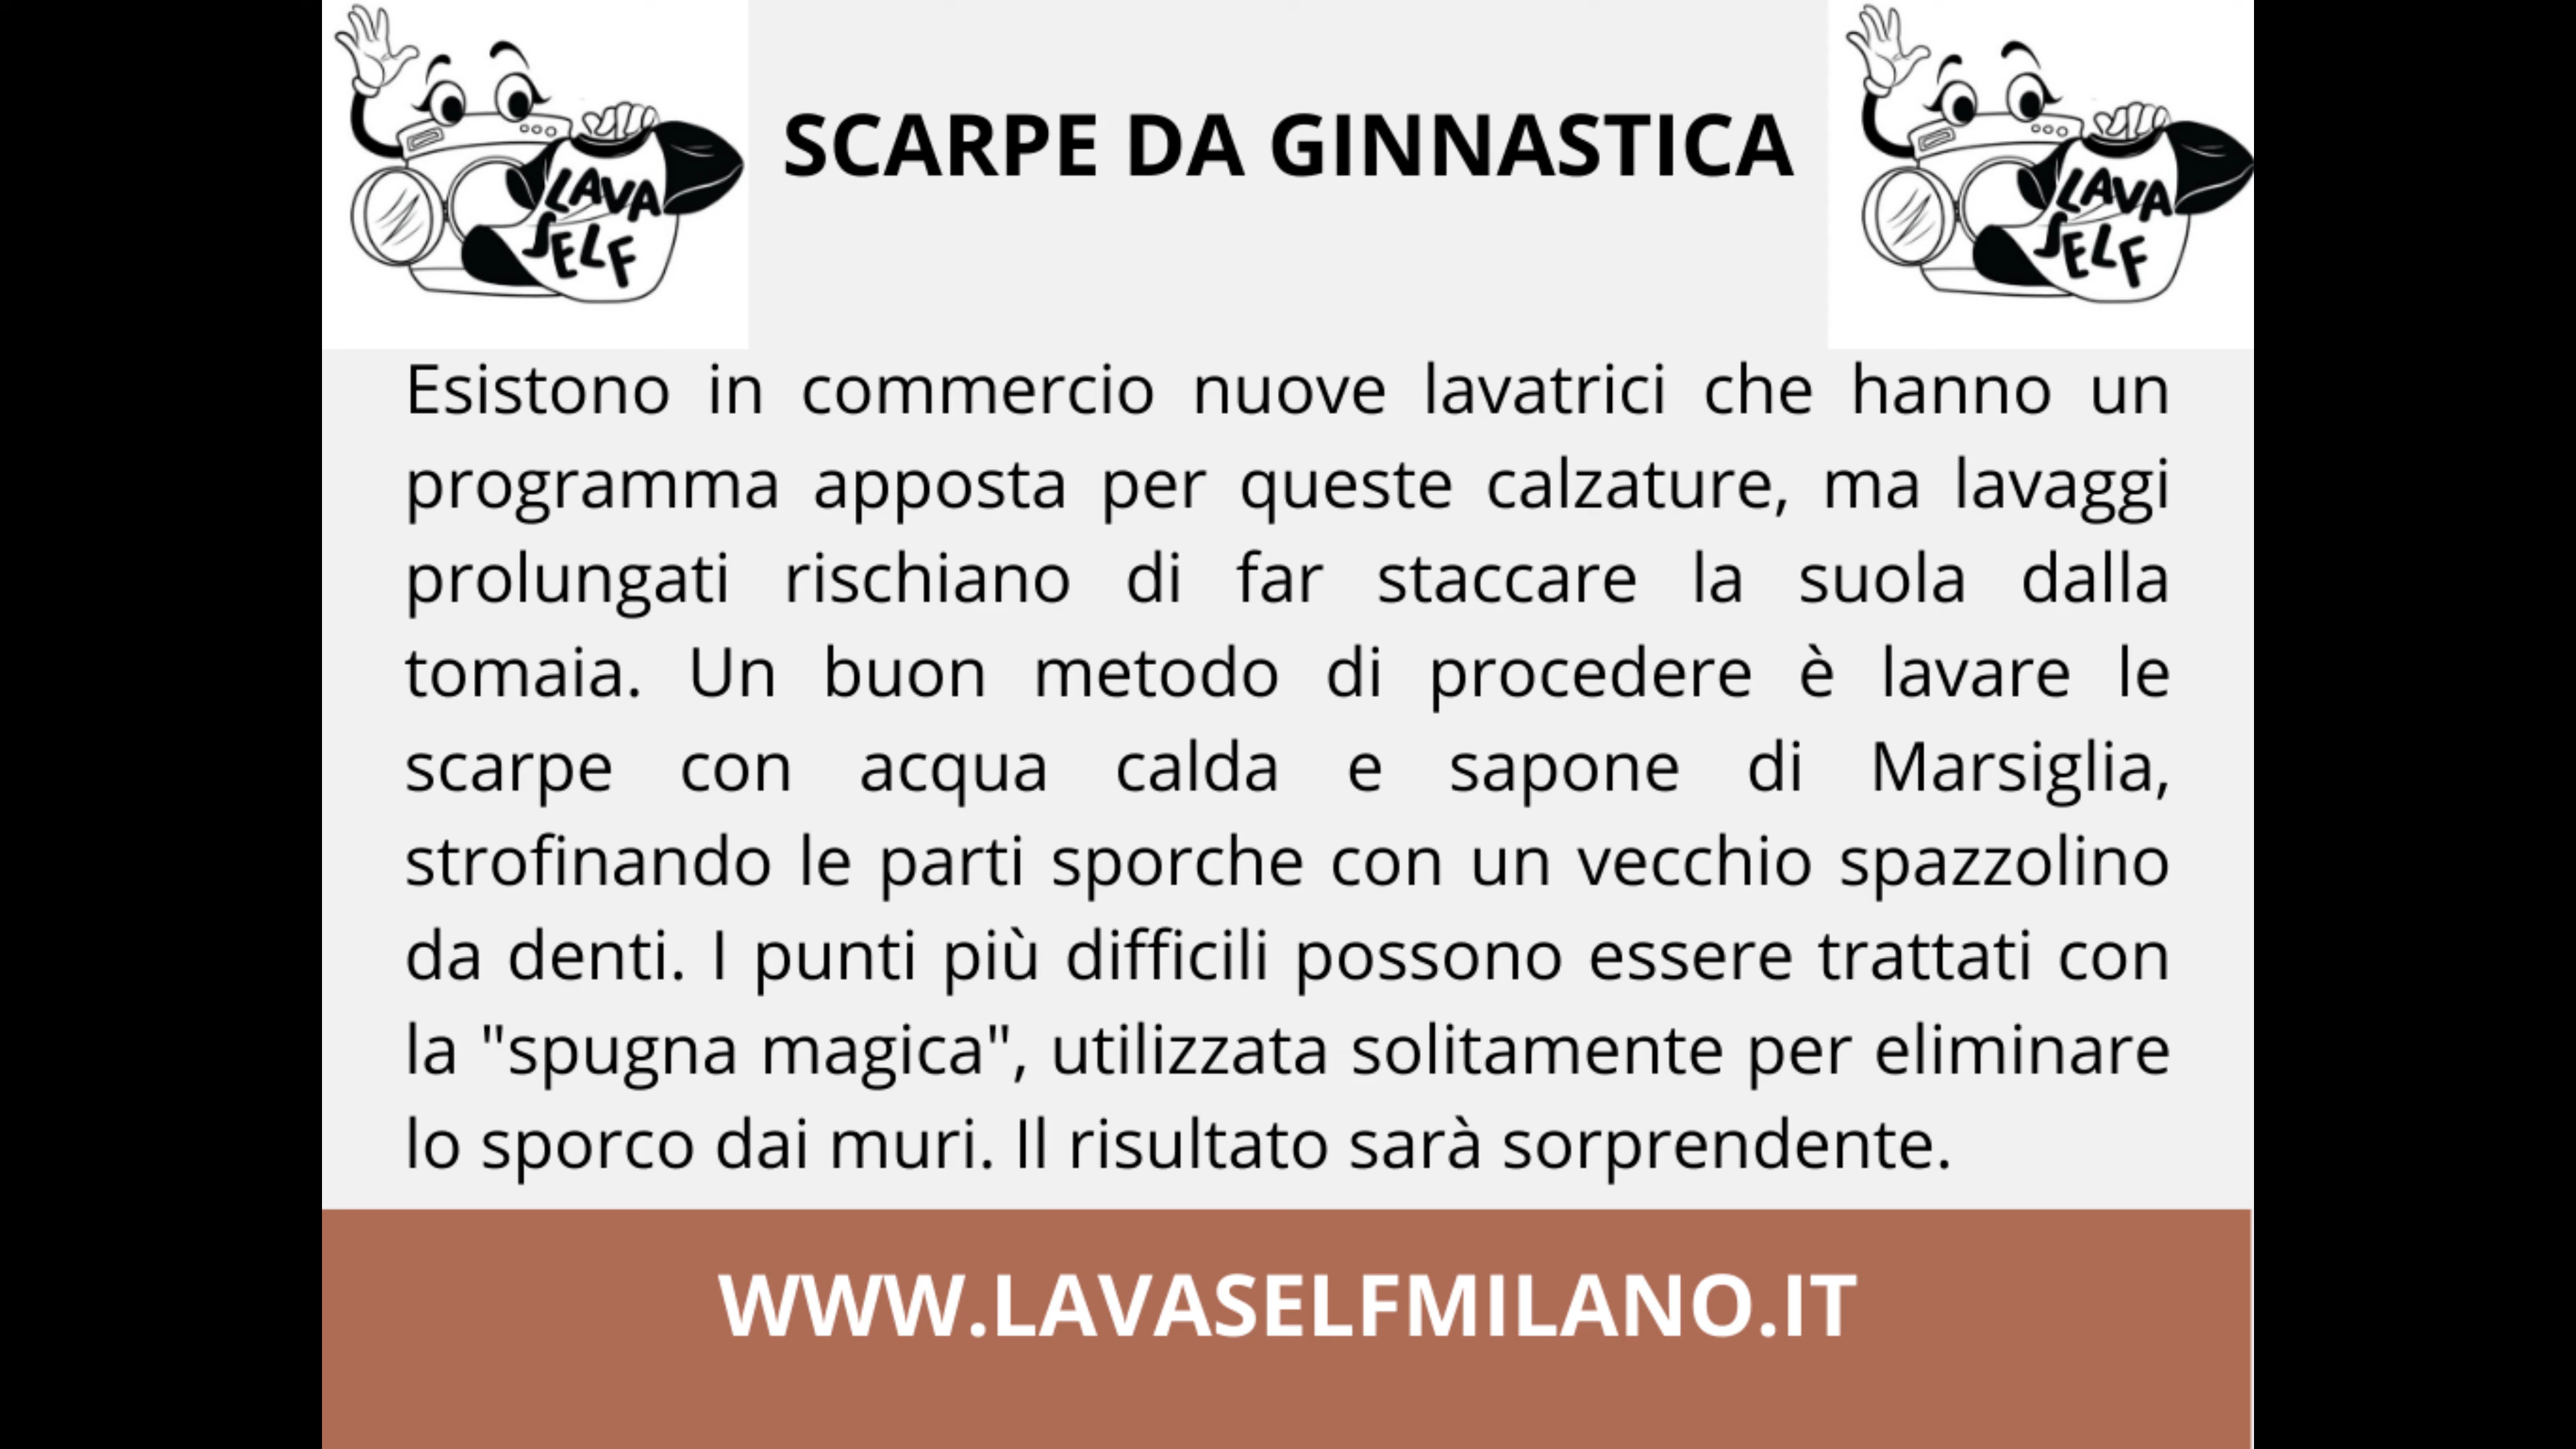 LAVA
SELF
SCARPE DA GINNASTICA
LAVA
SELF
Esistono in commercio nuove lavatrici che hanno un
programma apposta per queste calzature, ma lavaggi
prolungati rischiano di far staccare la suola dalla
tomaia. Un buon metodo di procedere è lavare le
scarpe con acqua calda e sapone di Marsiglia,
strofinando le parti sporche con un vecchio spazzolino
da denti. I punti più difficili possono essere trattati con
la "spugna magica", utilizzata solitamente per eliminare
lo sporco dai muri. Il risultato sarà sorprendente.
WWW.LAVASELFMILANO.IT